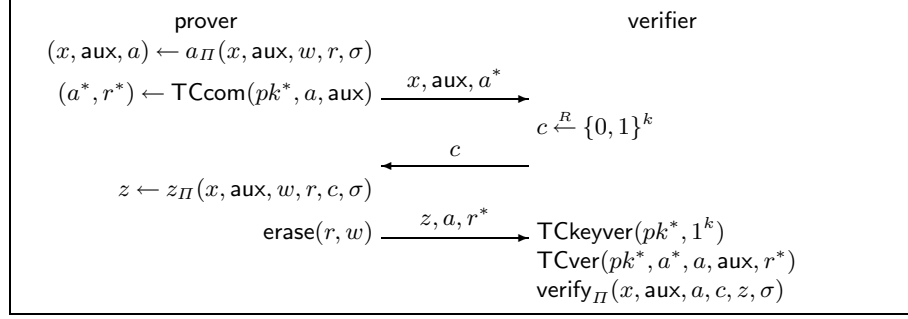 prover verifier
(x, aux, a) ← a_Π(x, aux, w, r, σ)
(a*, r*) ← TCcom(pk*, a, aux) x, aux, a*
c ←^R {0, 1}^k
c
z ← z_Π(x, aux, w, r, c, σ)
erase(r, w) z, a, r* TCkeyver(pk*, 1^k)
TCver(pk*, a*, a, aux, r*)
verify_Π(x, aux, a, c, z, σ)